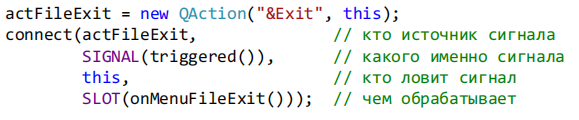 actFileExit = new QAction("&Exit", this);
connect(actFileExit, // кто источник сигнала
SIGNAL(triggered()), // какого именно сигнала
this, // кто ловит сигнал
SLOT(onMenuFileExit())); // чем обрабатывает